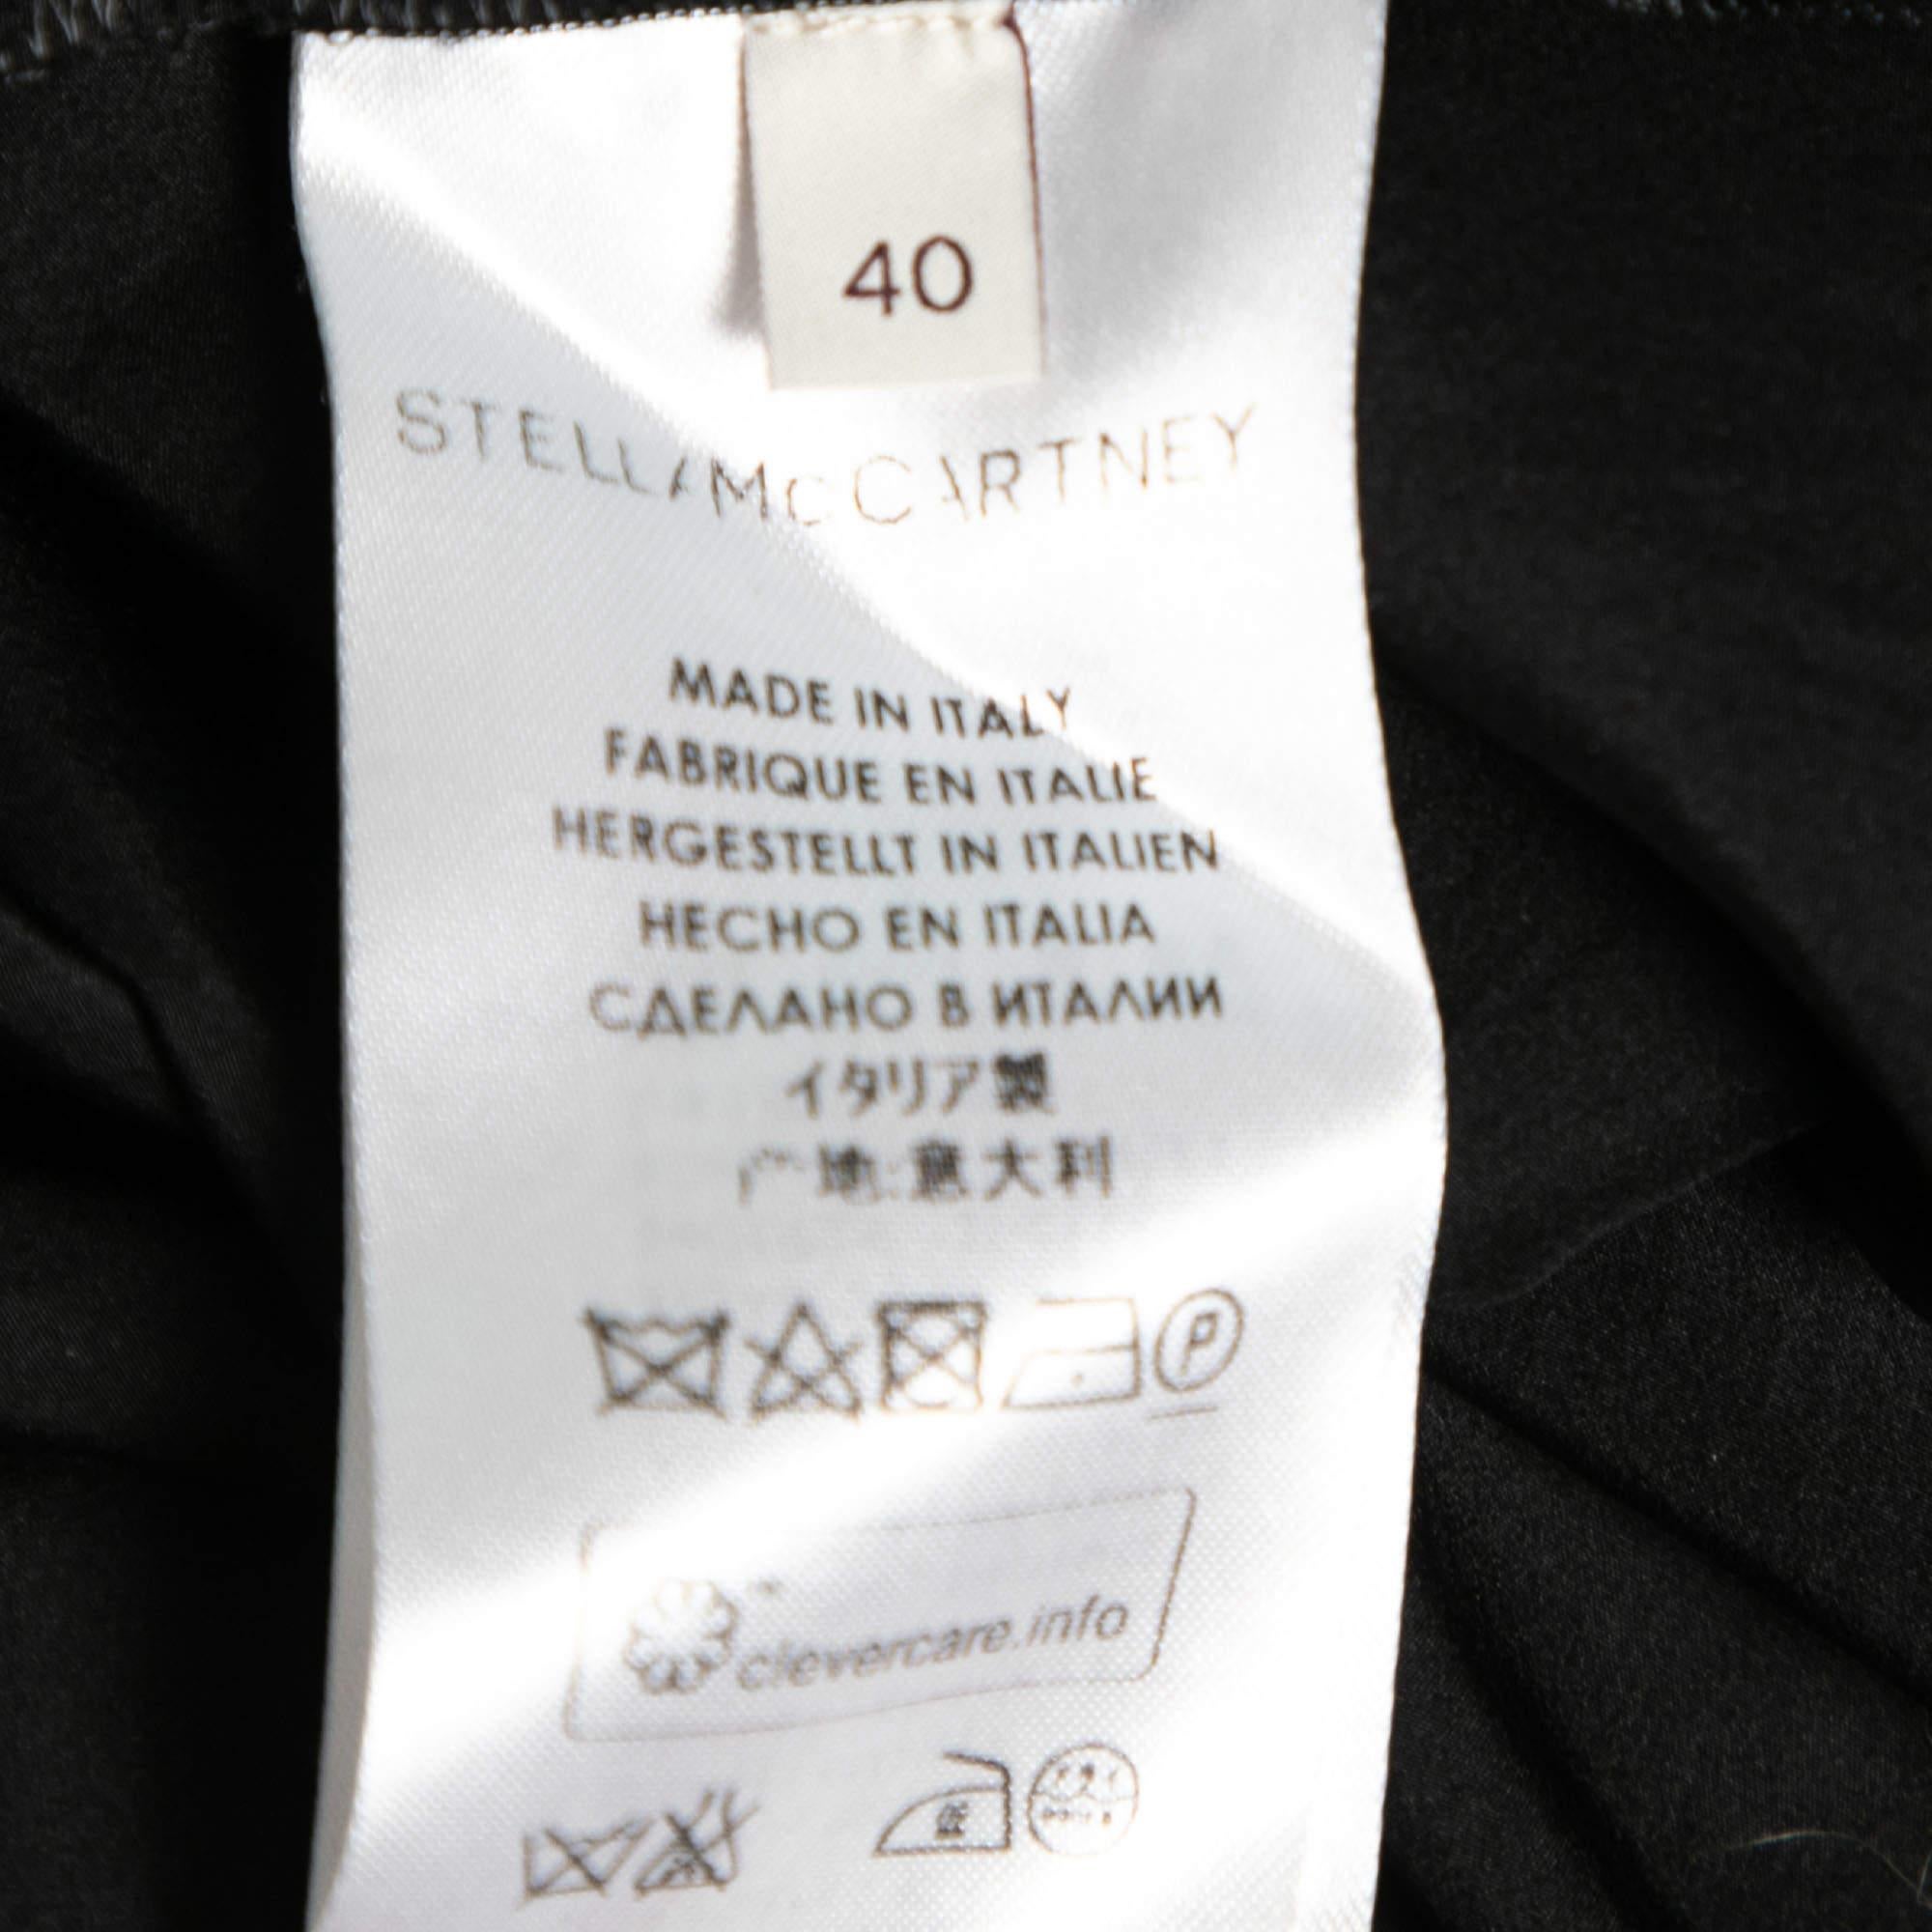 40
STELLA McCARTNEY
MADE IN ITALY
FABRIQUE EN ITALIE
HERGESTELLT IN ITALIEN
HECHO EN ITALIA
СДЕЛАНО В ИТАЛИИ
イタリア製
产地:意大利
P
clevercare.info
低